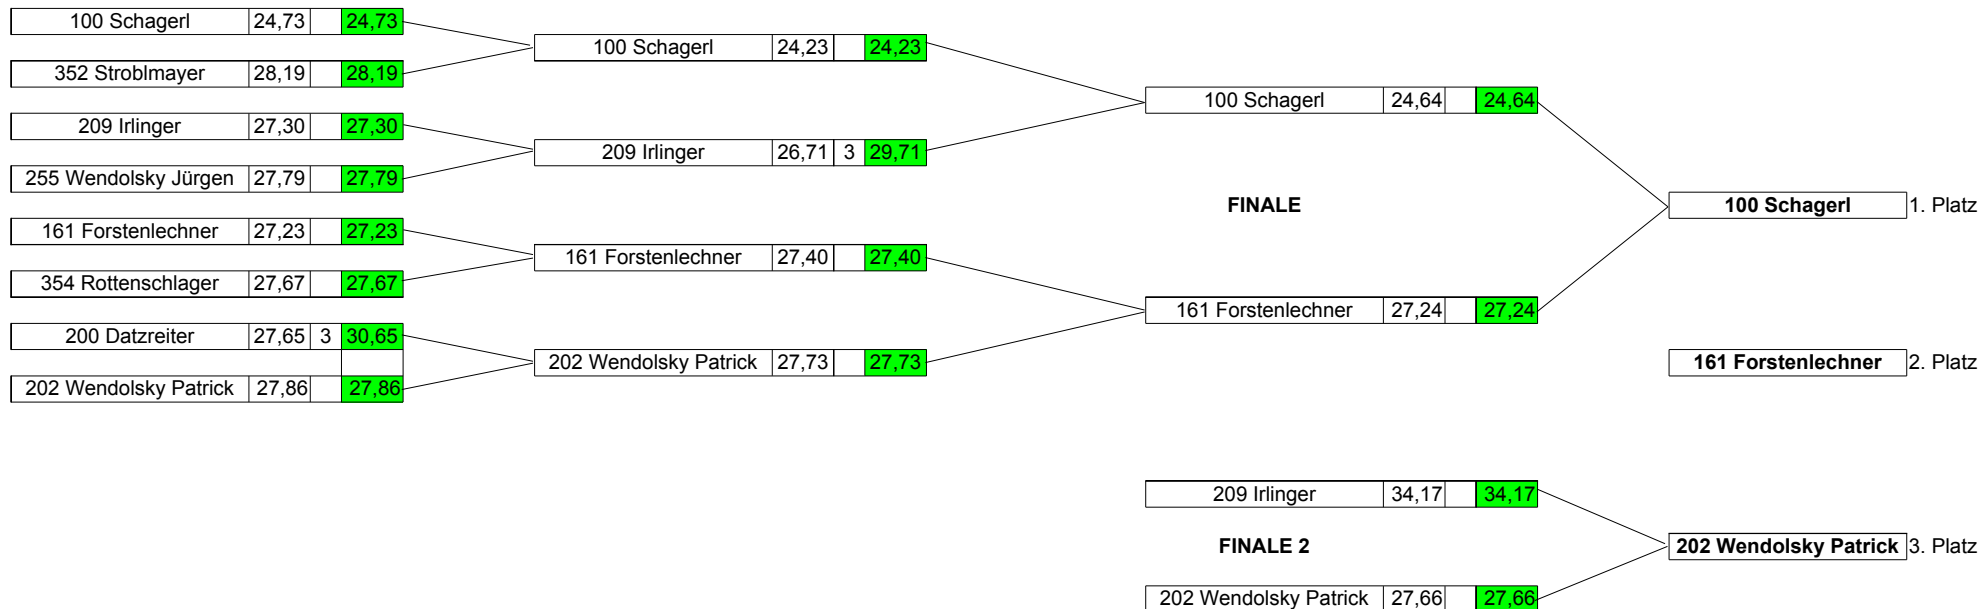 100 Schagerl 24,73 24,73
352 Stroblmayer 28,19 28,19
209 Irlinger 27,30 27,30
255 Wendolsky Jürgen 27,79 27,79
161 Forstenlechner 27,23 27,23
354 Rottenschlager 27,67 27,67
200 Datzreiter 27,65 3 30,65
202 Wendolsky Patrick 27,86 27,86
100 Schagerl 24,23 24,23
209 Irlinger 26,71 3 29,71
161 Forstenlechner 27,40 27,40
202 Wendolsky Patrick 27,73 27,73
100 Schagerl 24,64 24,64
FINALE
161 Forstenlechner 27,24 27,24
100 Schagerl 1. Platz
161 Forstenlechner 2. Platz
209 Irlinger 34,17 34,17
FINALE 2
202 Wendolsky Patrick 27,66 27,66
202 Wendolsky Patrick 3. Platz